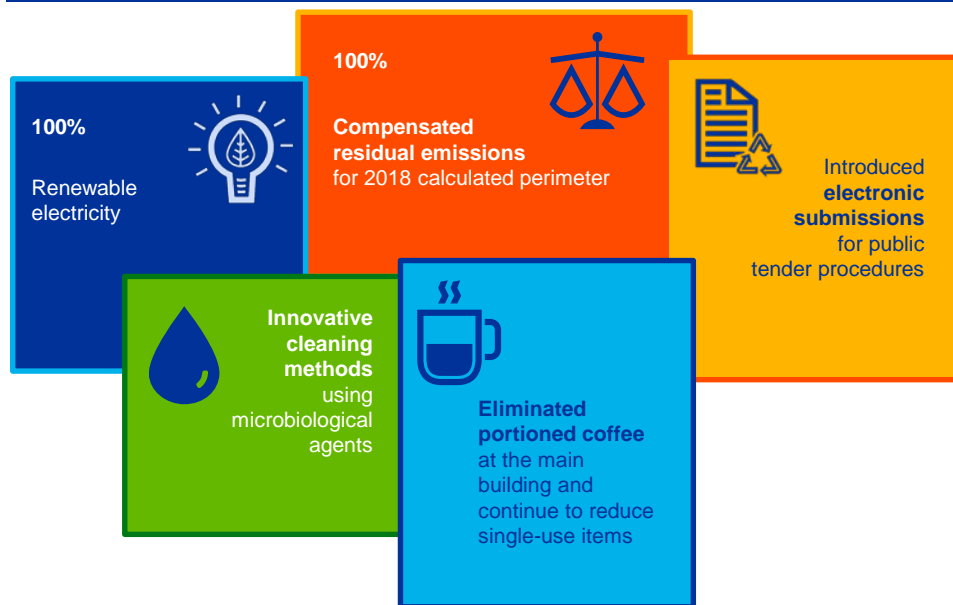 100%
Renewable
electricity
100%
Compensated
residual emissions
for 2018 calculated perimeter
Introduced
electronic
submissions
for public
tender procedures
Innovative
cleaning
methods
using
microbiological
agents
Eliminated
portioned coffee
at the main
building and
continue to reduce
single-use items